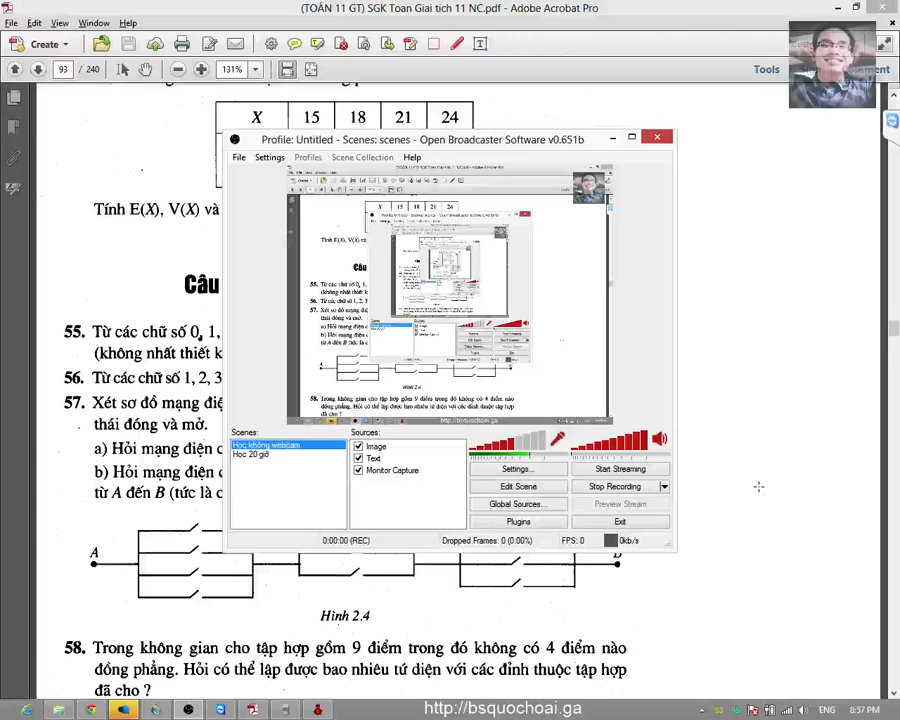 (TOÁN 11 GT) SGK Toan Giai tich 11 NC.pdf - Adobe Acrobat Pro
File Edit View Window Help
Create
93 / 240
131%
Tools
X 15 18 21 24
Tính E(X), V(X) và
Câu
55. Từ các chữ số 0, 1,
(không nhất thiết k
56. Từ các chữ số 1, 2, 3
57. Xét sơ đồ mạng điệ
thái đóng và mở.
a) Hỏi mạng điện c
b) Hỏi mạng điện c
từ A đến B (tức là c
Profile: Untitled - Scenes: scenes - Open Broadcaster Software v0.651b
File Settings Profiles Scene Collection Help
Scenes:
Học không webcam
Học 20 giờ
Sources:
Image
Text
Monitor Capture
Settings...
Start Streaming
Edit Scene
Stop Recording
Global Sources...
Preview Stream
Plugins
Exit
0:00:00 (REC)
Dropped Frames: 0 (0.00%)
FPS: 0
0kb/s
A
Hình 2.4
58. Trong không gian cho tập hợp gồm 9 điểm trong đó không có 4 điểm nào
đồng phẳng. Hỏi có thể lập được bao nhiêu tứ diện với các đỉnh thuộc tập hợp
đã cho ?
http://bsquochoai.ga
ENG
8:57 PM